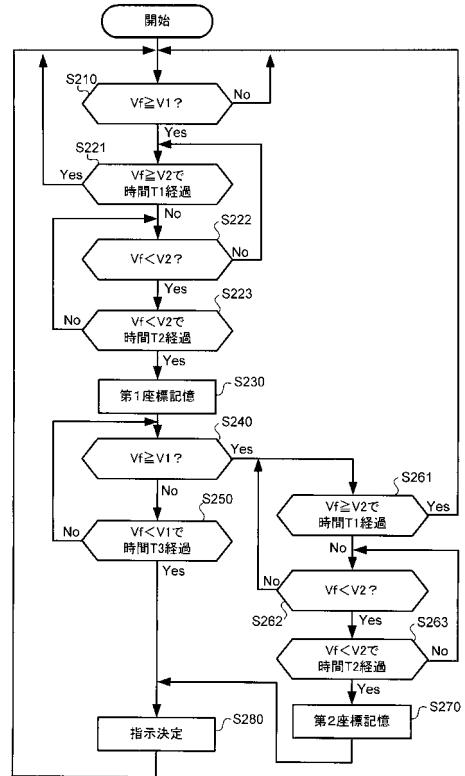 開始
S210
Vf≧V1？
No
Yes
S221
Vf≧V2で
時間T1経過
Yes
No
S222
Vf<V2？
No
Yes
S223
Vf<V2で
時間T2経過
No
Yes
第1座標記憶
S230
S240
Vf≧V1？
Yes
No
S250
Vf<V1で
時間T3経過
No
Yes
S261
Vf≧V2で
時間T1経過
Yes
No
Vf<V2？
No
S262
Yes
S263
Vf<V2で
時間T2経過
No
Yes
第2座標記憶
S270
指示決定
S280